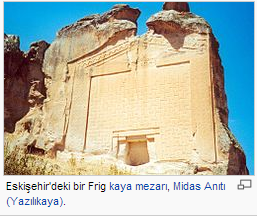 Eskişehir'deki bir Frig kaya mezarı, Midas Anıtı
(Yazılıkaya).